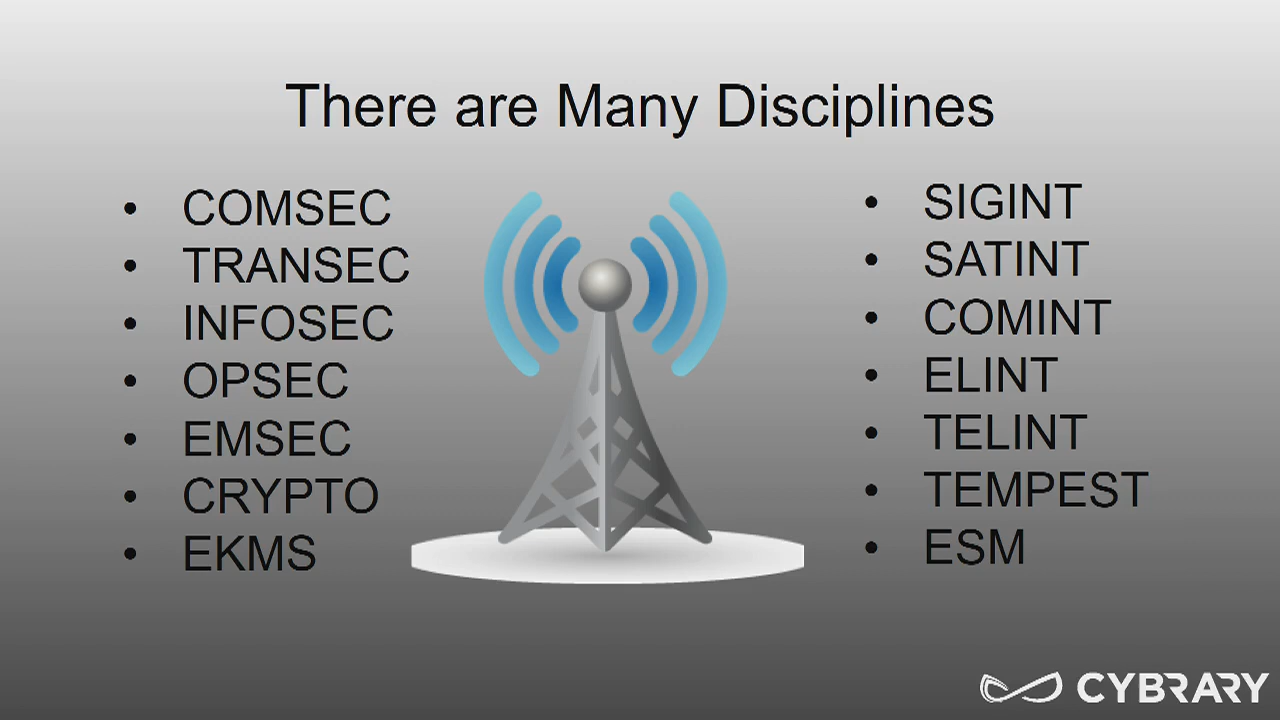 There are Many Disciplines
• COMSEC
• TRANSEC
• INFOSEC
• OPSEC
• EMSEC
• CRYPTO
• EKMS
• SIGINT
• SATINT
• COMINT
• ELINT
• TELINT
• TEMPEST
• ESM
CYBRARY